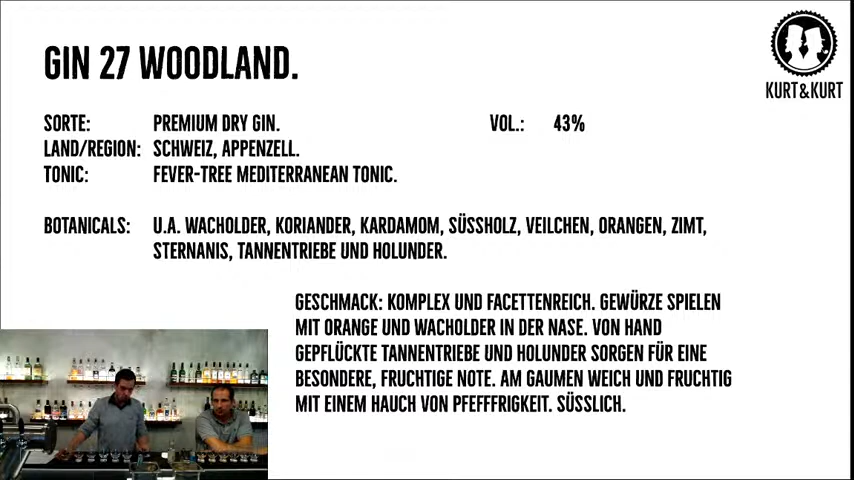 GIN 27 WOODLAND.
KURT&KURT
SORTE: PREMIUM DRY GIN. VOL.: 43%
LAND/REGION: SCHWEIZ, APPENZELL.
TONIC: FEVER-TREE MEDITERRANEAN TONIC.
BOTANICALS: U.A. WACHOLDER, KORIANDER, KARDAMOM, SÜSSHOLZ, VEILCHEN, ORANGEN, ZIMT,
STERNANIS, TANNENTRIEBE UND HOLUNDER.
GESCHMACK: KOMPLEX UND FACETTENREICH. GEWÜRZE SPIELEN
MIT ORANGE UND WACHOLDER IN DER NASE. VON HAND
GEPFLÜCKTE TANNENTRIEBE UND HOLUNDER SORGEN FÜR EINE
BESONDERE, FRUCHTIGE NOTE. AM GAUMEN WEICH UND FRUCHTIG
MIT EINEM HAUCH VON PFEFFFRIGKEIT. SÜSSLICH.